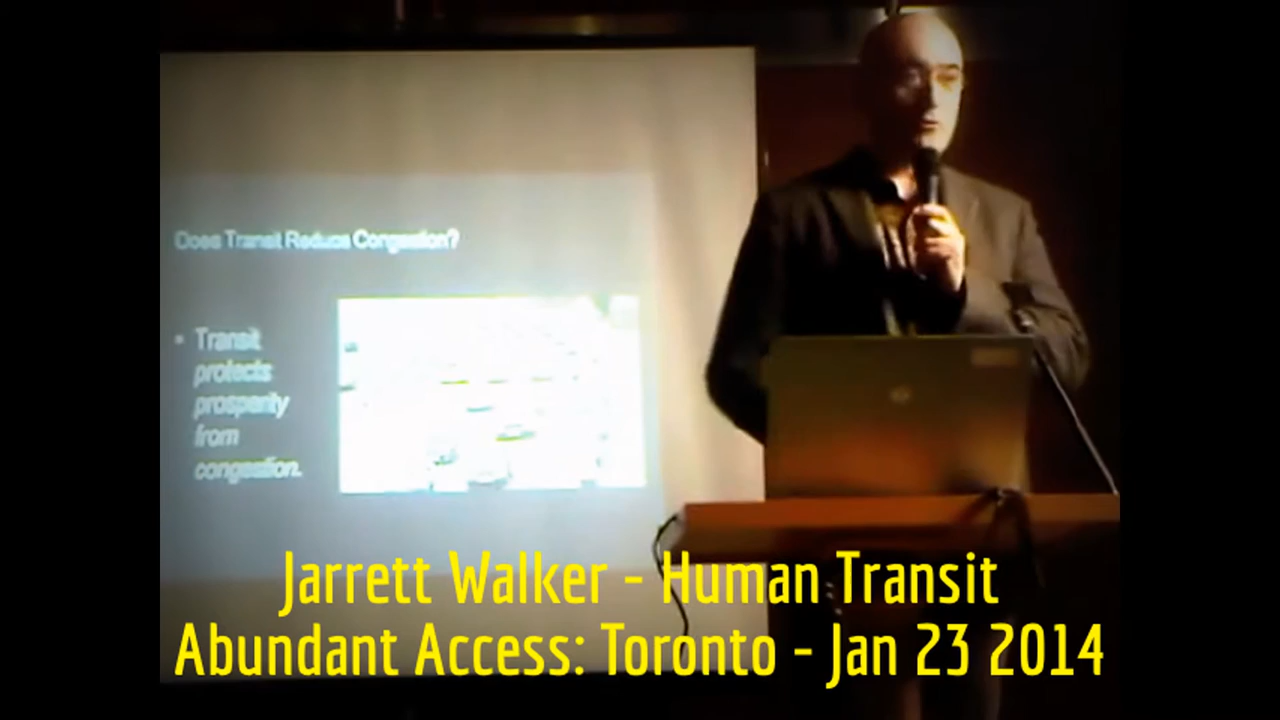 Does Transit Reduce Congestion?
• Transit
protects
prosperity
from
congestion.
Jarrett Walker - Human Transit
Abundant Access: Toronto - Jan 23 2014